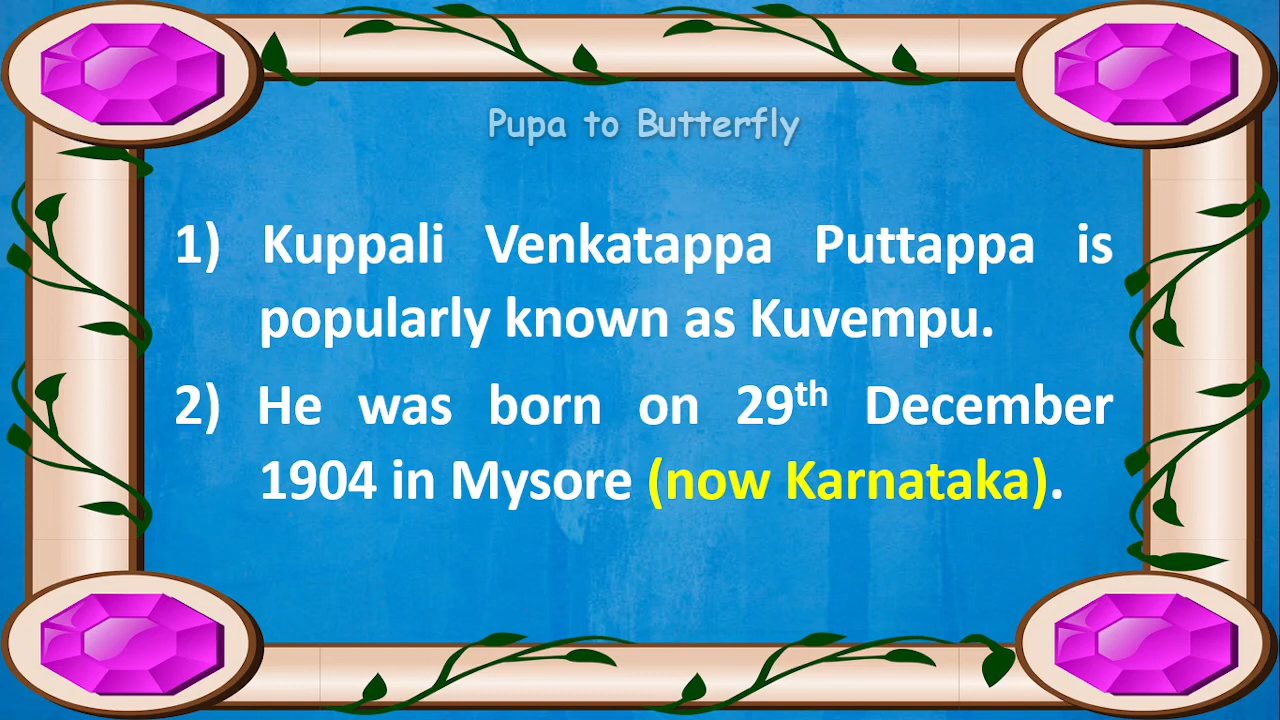 Pupa to Butterfly
1) Kuppali Venkatappa Puttappa is
popularly known as Kuvempu.
2) He was born on 29th December
1904 in Mysore (now Karnataka).